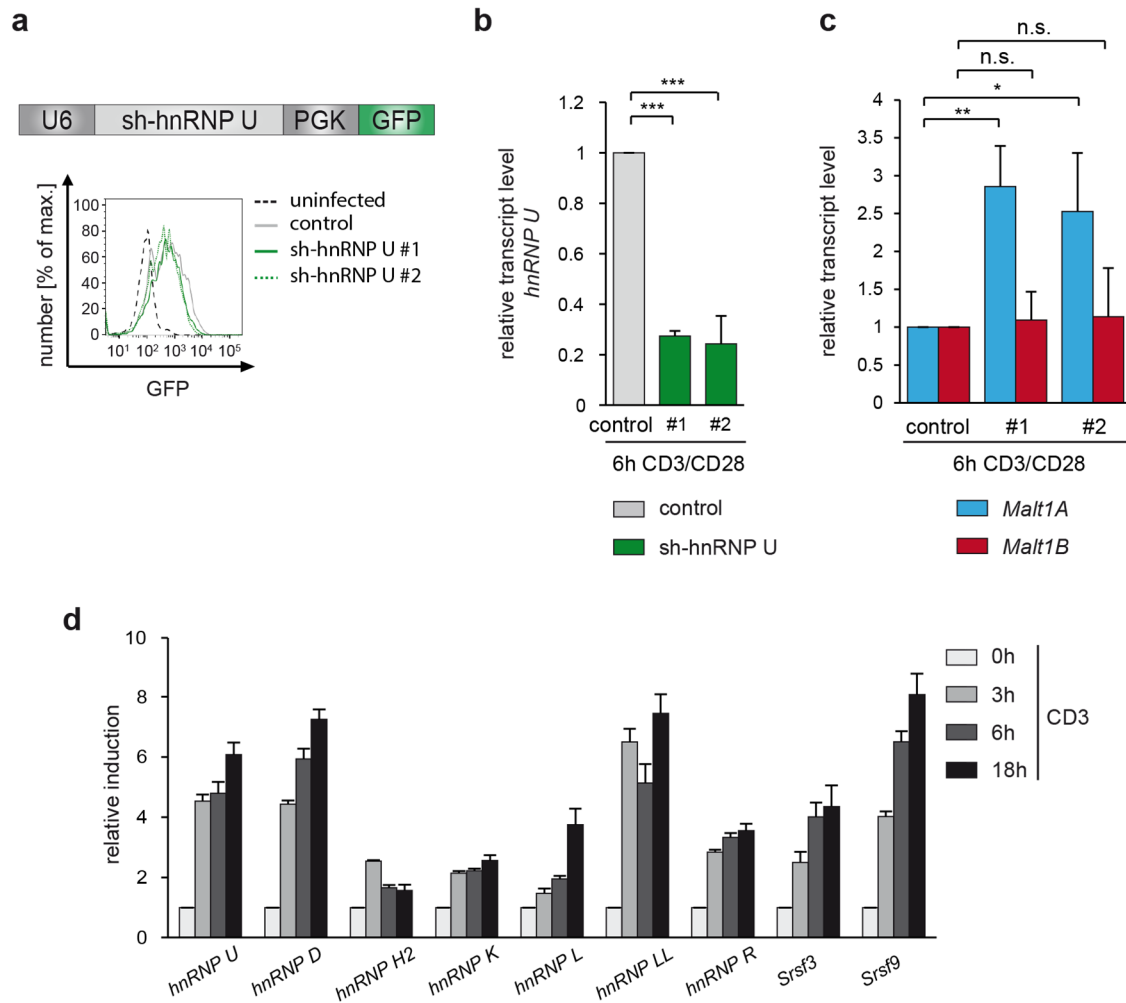 a
U6 sh-hnRNP U PGK GFP
number [% of max.]
100
80
60
40
20
0
10¹ 10² 10³ 10⁴ 10⁵
GFP
uninfected
control
sh-hnRNP U #1
sh-hnRNP U #2
b
relative transcript level
hnRNP U
1.2
1
0.8
0.6
0.4
0.2
0
***
***
control #1 #2
6h CD3/CD28
control
sh-hnRNP U
c
relative transcript level
4
3.5
3
2.5
2
1.5
1
0.5
0
n.s.
n.s.
*
**
control #1 #2
6h CD3/CD28
Malt1A
Malt1B
d
relative induction
10
8
6
4
2
0
hnRNP U hnRNP D hnRNP H2 hnRNP K hnRNP L hnRNP LL hnRNP R Srsf3 Srsf9
0h
3h
6h
18h
CD3